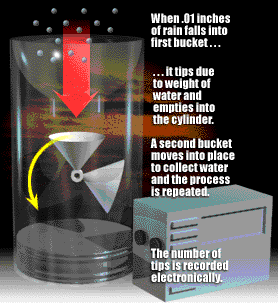 When .01 inches
of rain falls into
first bucket . . .
. . . it tips due
to weight of
water and
empties into
the cylinder.
A second bucket
moves into place
to collect water
and the process
is repeated.
The number of
tips is recorded
electronically.